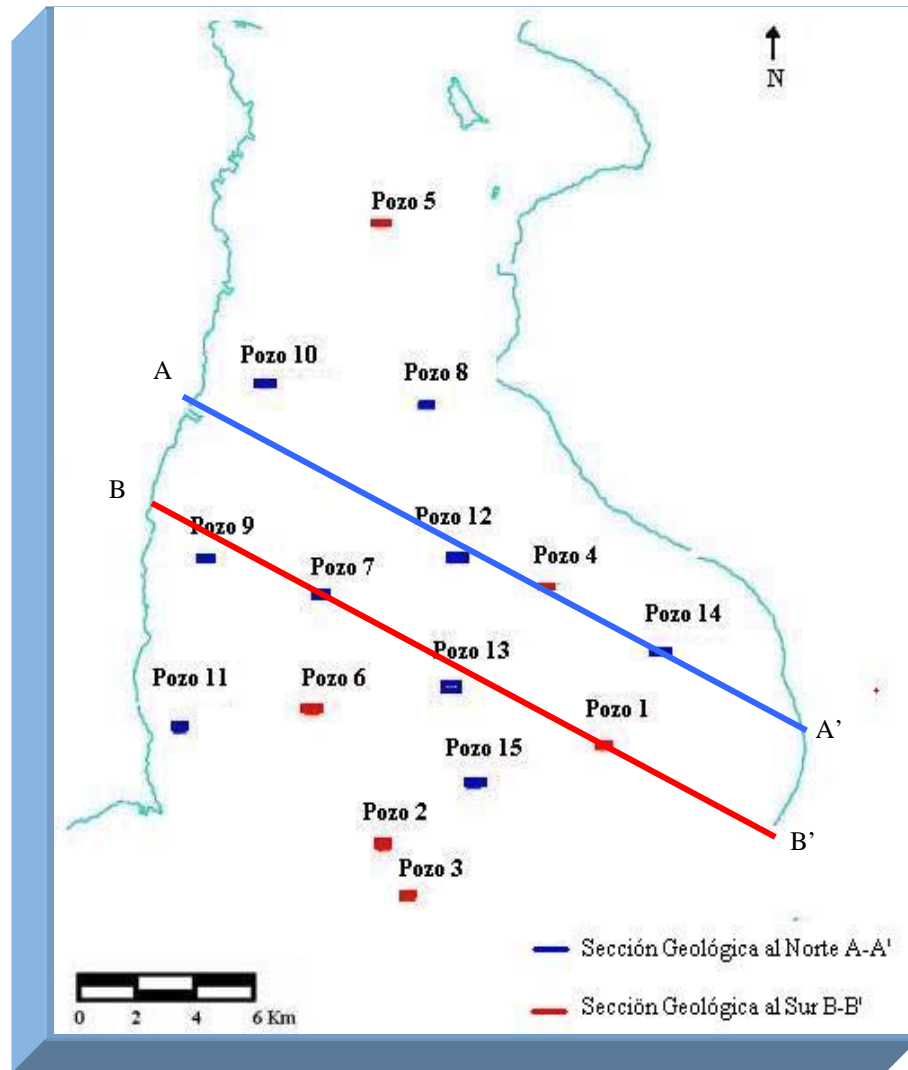 N
Pozo 5
Pozo 10
Pozo 8
A
B
Pozo 9
Pozo 12
Pozo 4
Pozo 7
Pozo 14
Pozo 13
Pozo 11
Pozo 6
Pozo 1
A’
Pozo 15
Pozo 2
B’
Pozo 3
Sección Geológica al Norte A-A'
Sección Geológica al Sur B-B'
0 2 4 6 Km